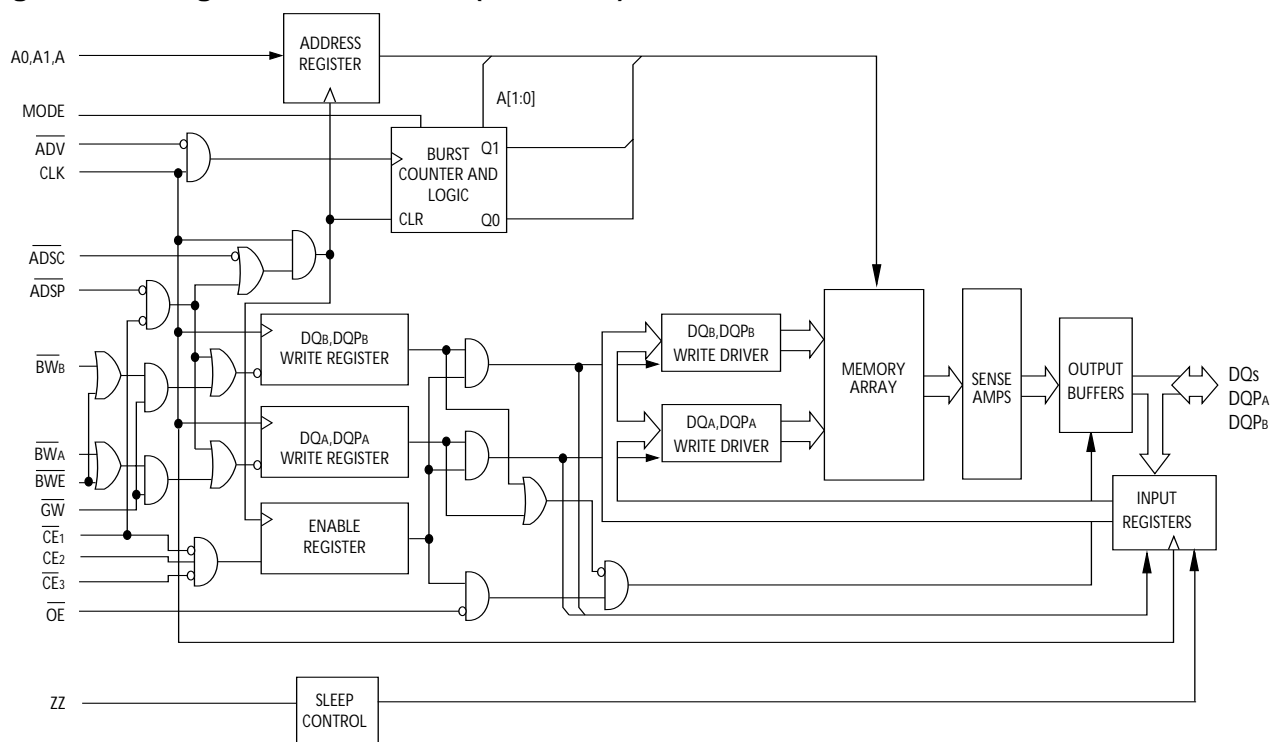 A0,A1,A
ADDRESS
REGISTER
MODE
A[1:0]
ADV
CLK
BURST
COUNTER AND
LOGIC
Q1
CLR
Q0
ADSC
ADSP
DQB,DQPB
WRITE REGISTER
DQB,DQPB
WRITE DRIVER
MEMORY
ARRAY
SENSE
AMPS
OUTPUT
BUFFERS
DQs
DQPA
DQPB
BWB
DQA,DQPA
WRITE REGISTER
DQA,DQPA
WRITE DRIVER
BWA
BWE
GW
CE1
CE2
CE3
ENABLE
REGISTER
INPUT
REGISTERS
OE
ZZ
SLEEP
CONTROL